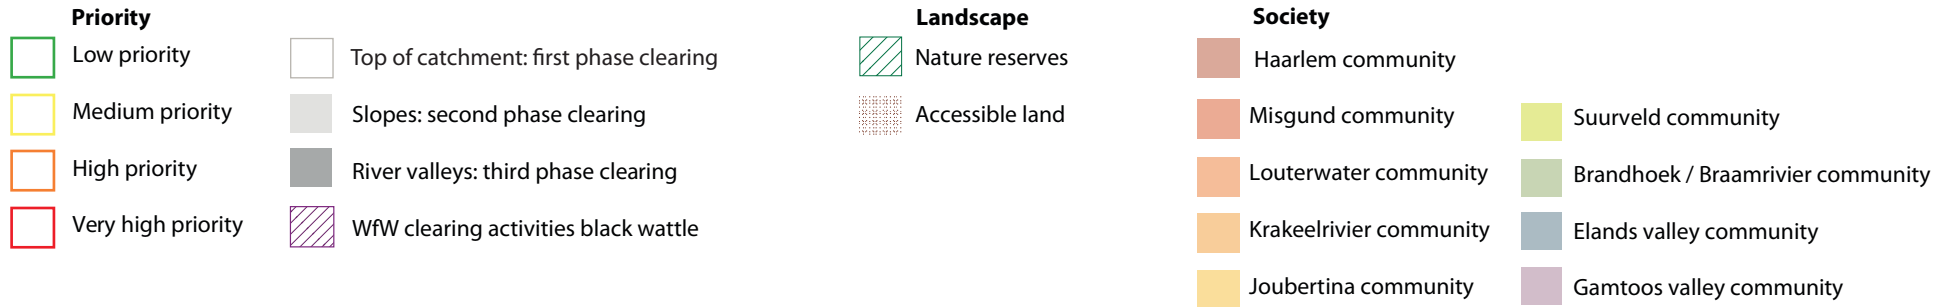 Priority
Low priority
Medium priority
High priority
Very high priority
Top of catchment: first phase clearing
Slopes: second phase clearing
River valleys: third phase clearing
WfW clearing activities black wattle
Landscape
Nature reserves
Accessible land
Society
Haarlem community
Misgund community
Louterwater community
Krakeelrivier community
Joubertina community
Suurveld community
Brandhoek / Braamrivier community
Elands valley community
Gamtoos valley community